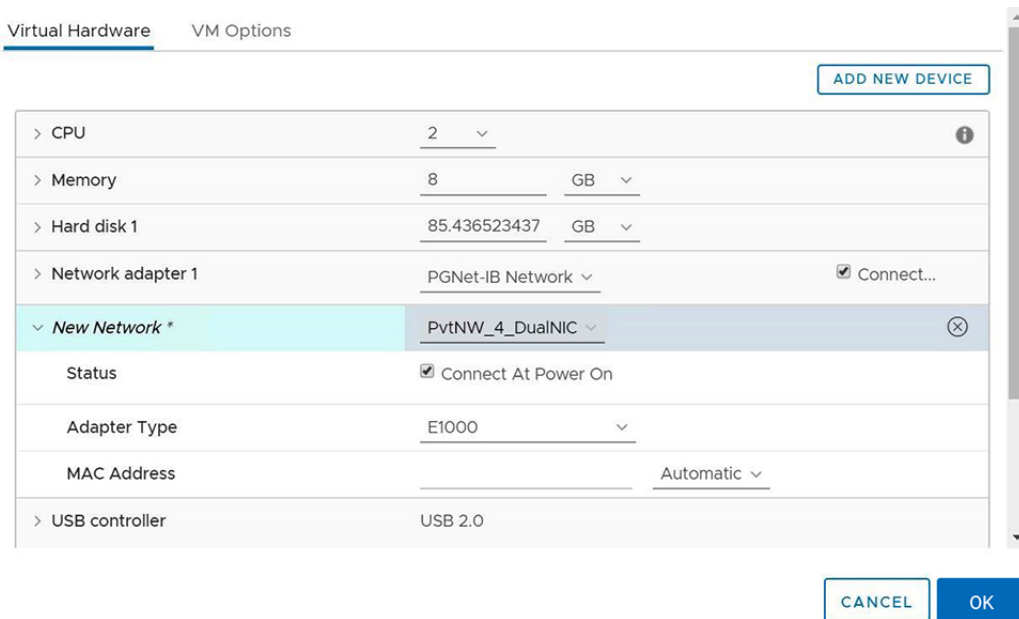 Virtual Hardware VM Options
ADD NEW DEVICE
CPU 2
Memory 8 GB
Hard disk 1 85.436523437 GB
Network adapter 1 PGNet-IB Network Connect...
New Network * PvtNW_4_DualNIC
Status Connect At Power On
Adapter Type E1000
MAC Address Automatic
USB controller USB 2.0
CANCEL OK